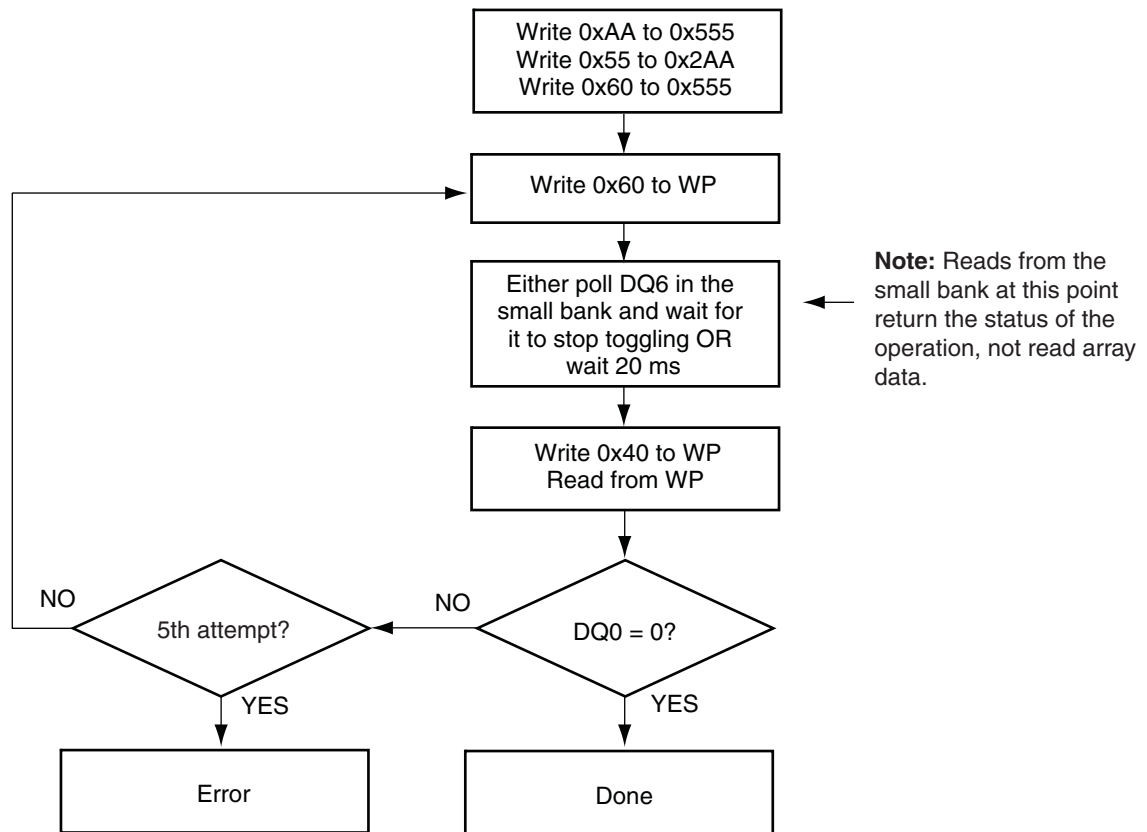 Write 0xAA to 0x555
Write 0x55 to 0x2AA
Write 0x60 to 0x555
Write 0x60 to WP
Either poll DQ6 in the
small bank and wait for
it to stop toggling OR
wait 20 ms
Note: Reads from the
small bank at this point
return the status of the
operation, not read array
data.
Write 0x40 to WP
Read from WP
DQ0 = 0?
NO
5th attempt?
NO
YES
YES
Error
Done